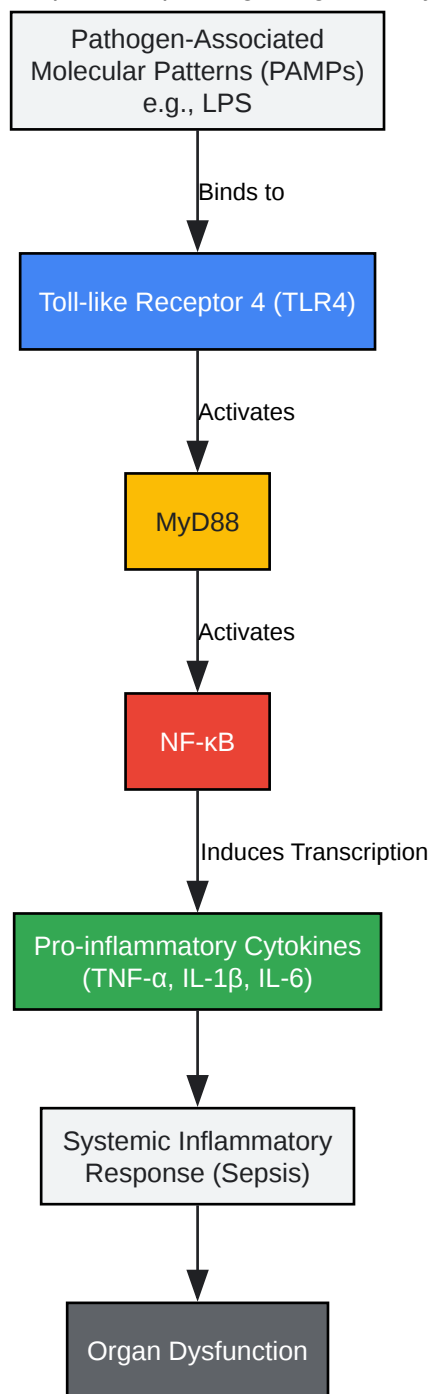 Pathogen-Associated
Molecular Patterns (PAMPs)
e.g., LPS
Binds to
Toll-like Receptor 4 (TLR4)
Activates
MyD88
Activates
NF-κB
Induces Transcription
Pro-inflammatory Cytokines
(TNF-α, IL-1β, IL-6)
Systemic Inflammatory
Response (Sepsis)
Organ Dysfunction